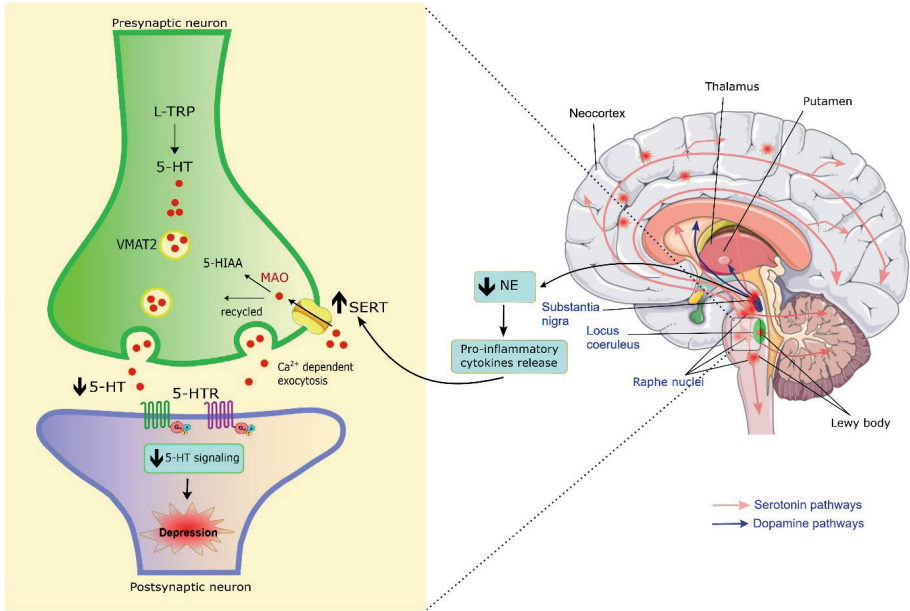 Presynaptic neuron
L-TRP
5-HT
VMAT2
5-HIAA
MAO
recycled
SERT
Ca2+ dependent
exocytosis
5-HT
5-HTR
5-HT signaling
Depression
Postsynaptic neuron
NE
Pro-inflammatory
cytokines release
Neocortex
Thalamus
Putamen
Substantia
nigra
Locus
coeruleus
Raphe nuclei
Lewy body
Serotonin pathways
Dopamine pathways